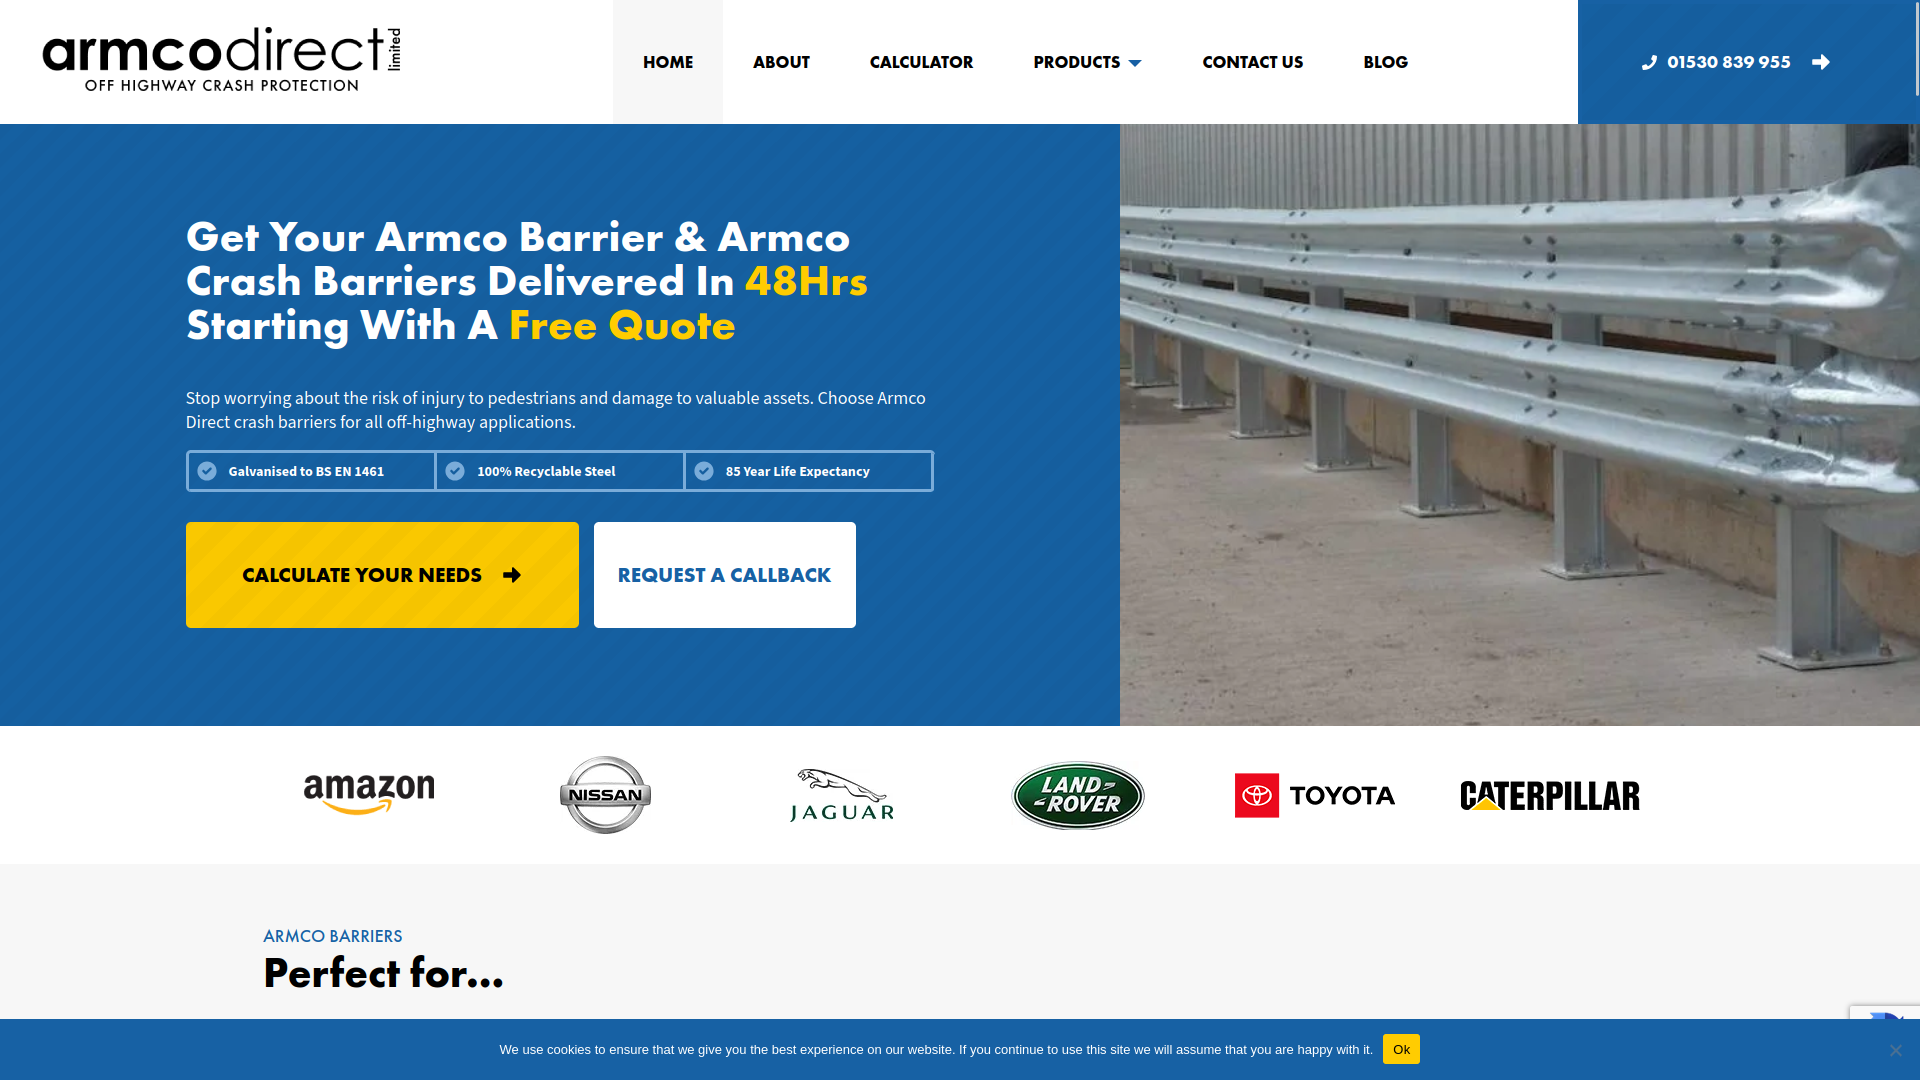 armcodirect limited
OFF HIGHWAY CRASH PROTECTION
HOME
ABOUT
CALCULATOR
PRODUCTS
CONTACT US
BLOG
01530 839 955
Get Your Armco Barrier & Armco
Crash Barriers Delivered In 48Hrs
Starting With A Free Quote
Stop worrying about the risk of injury to pedestrians and damage to valuable assets. Choose Armco
Direct crash barriers for all off-highway applications.
Galvanised to BS EN 1461
100% Recyclable Steel
85 Year Life Expectancy
CALCULATE YOUR NEEDS
REQUEST A CALLBACK
amazon
NISSAN
JAGUAR
LAND-
-ROVER
TOYOTA
CATERPILLAR
ARMCO BARRIERS
Perfect for...
We use cookies to ensure that we give you the best experience on our website. If you continue to use this site we will assume that you are happy with it.
Ok